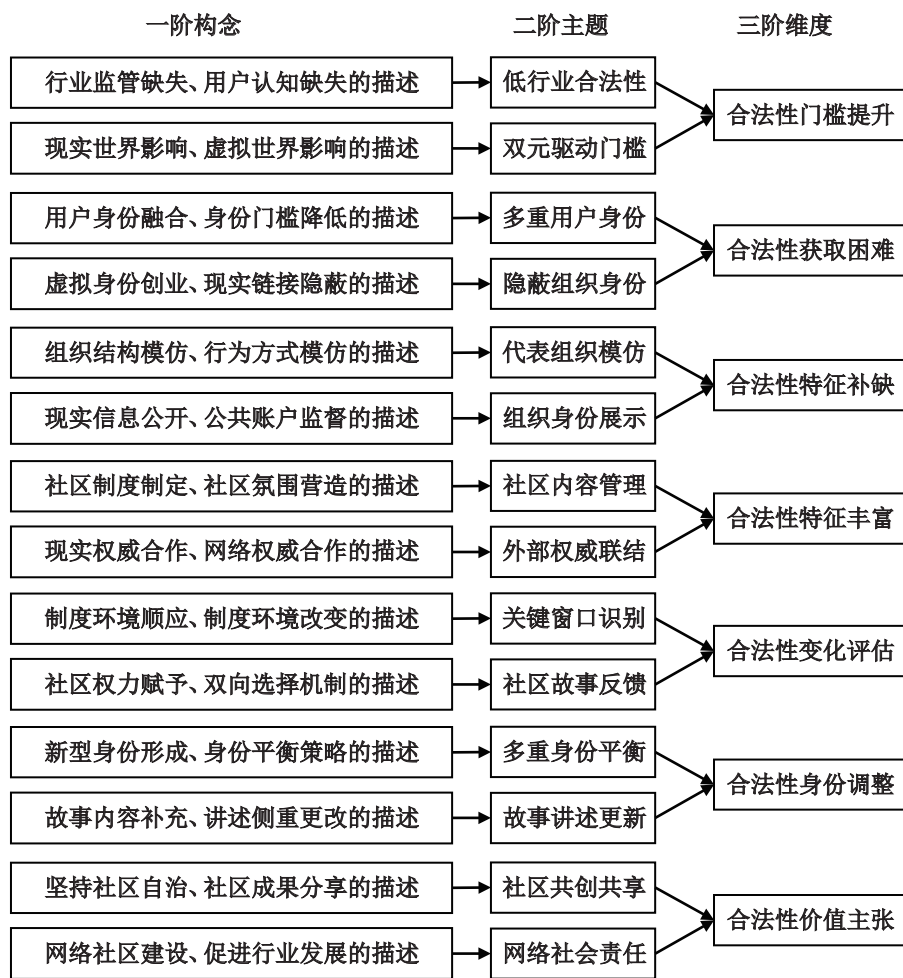 一阶构念 二阶主题 三阶维度
行业监管缺失、用户认知缺失的描述 低行业合法性
合法性门槛提升
现实世界影响、虚拟世界影响的描述 双元驱动门槛
用户身份融合、身份门槛降低的描述 多重用户身份
合法性获取困难
虚拟身份创业、现实链接隐蔽的描述 隐蔽组织身份
组织结构模仿、行为方式模仿的描述 代表组织模仿
合法性特征补缺
现实信息公开、公共账户监督的描述 组织身份展示
社区制度制定、社区氛围营造的描述 社区内容管理
合法性特征丰富
现实权威合作、网络权威合作的描述 外部权威联结
制度环境顺应、制度环境改变的描述 关键窗口识别
合法性变化评估
社区权力赋予、双向选择机制的描述 社区故事反馈
新型身份形成、身份平衡策略的描述 多重身份平衡
合法性身份调整
故事内容补充、讲述侧重更改的描述 故事讲述更新
坚持社区自治、社区成果分享的描述 社区共创共享
合法性价值主张
网络社区建设、促进行业发展的描述 网络社会责任